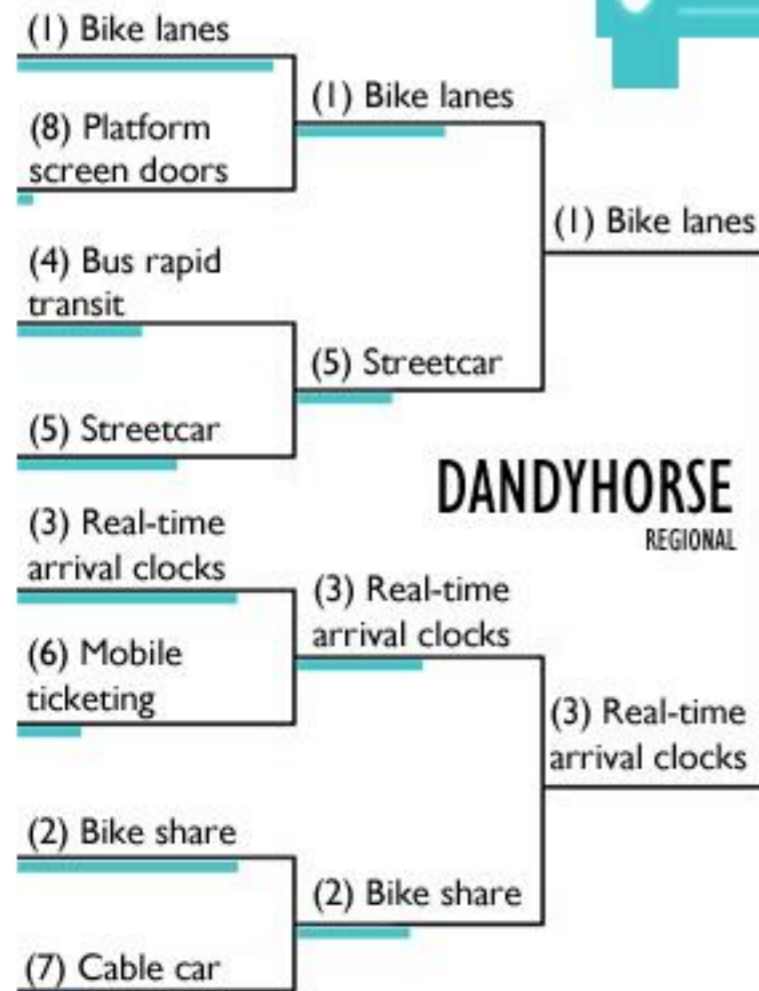 (1) Bike lanes
(1) Bike lanes
(8) Platform
screen doors
(1) Bike lanes
(4) Bus rapid
transit
(5) Streetcar
(5) Streetcar
DANDYHORSE
REGIONAL
(3) Real-time
arrival clocks
(3) Real-time
arrival clocks
(6) Mobile
ticketing
(3) Real-time
arrival clocks
(2) Bike share
(2) Bike share
(7) Cable car